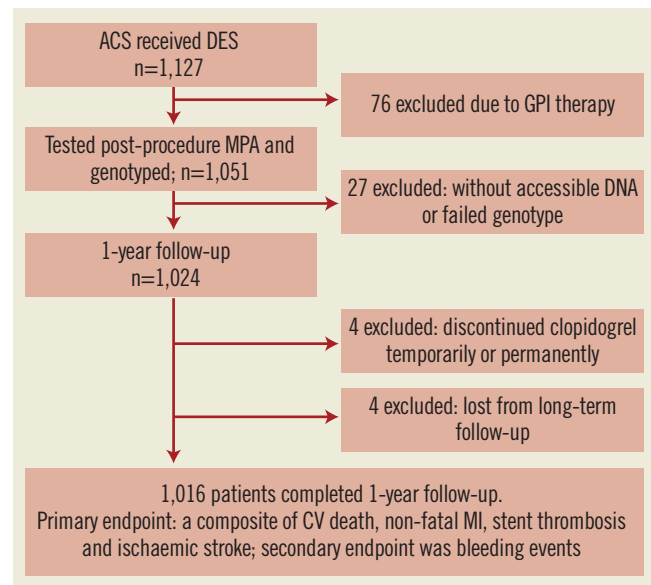 ACS received DES
n=1,127
76 excluded due to GPI therapy
Tested post-procedure MPA and
genotyped; n=1,051
27 excluded: without accessible DNA
or failed genotype
1-year follow-up
n=1,024
4 excluded: discontinued clopidogrel
temporarily or permanently
4 excluded: lost from long-term
follow-up
1,016 patients completed 1-year follow-up.
Primary endpoint: a composite of CV death, non-fatal MI, stent thrombosis
and ischaemic stroke; secondary endpoint was bleeding events